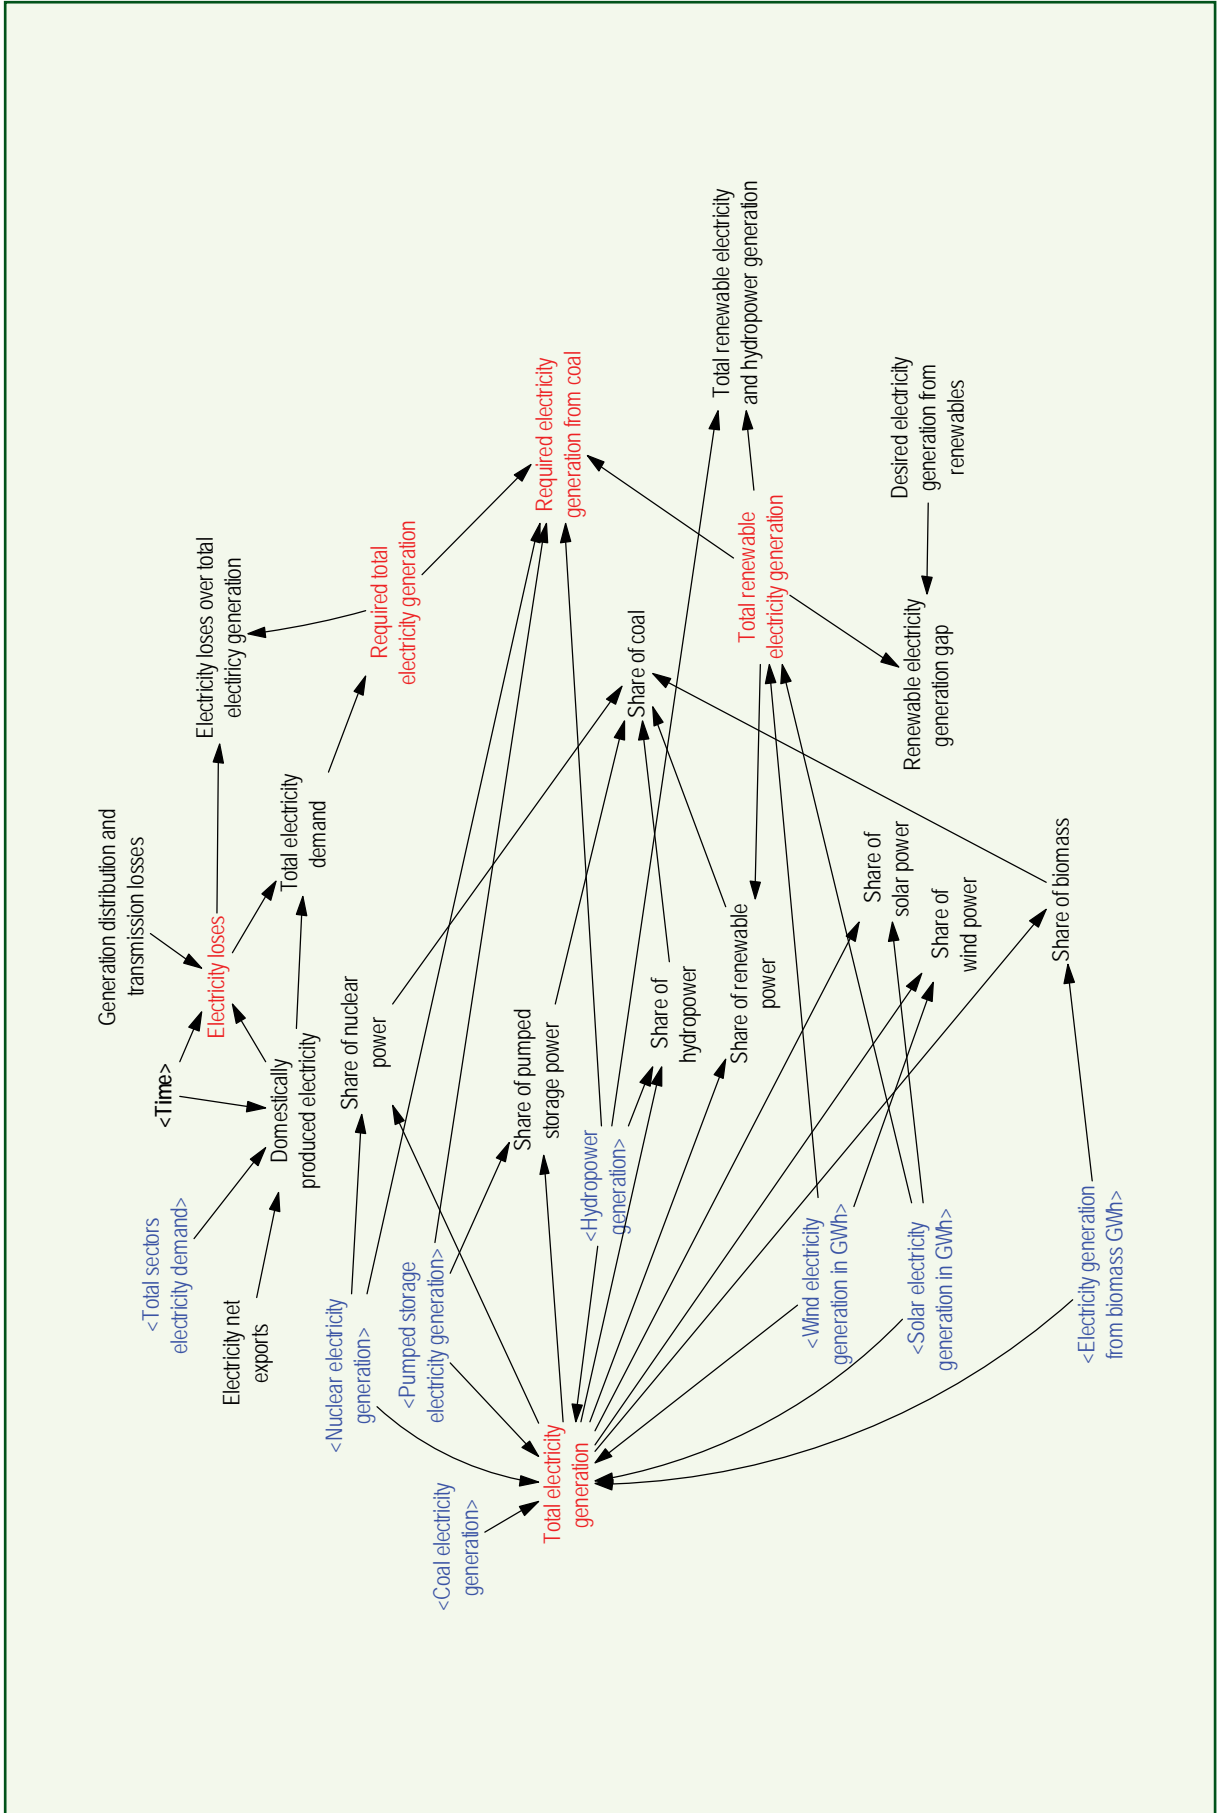 Generation distribution and
transmission losses
<Time>
<Total sectors
electricity demand>
Electricity loses
Electricity loses over total
electiricy generation
Electricity net
exports
Domestically
produced electricity
Total electricity
demand
<Nuclear electricity
generation>
Share of nuclear
power
Required total
electricity generation
<Pumped storage
electricity generation>
<Coal electricity
generation>
Share of pumped
storage power
Required electricity
generation from coal
Total electricity
generation
<Hydropower
generation>
Share of coal
Share of
hydropower
Total renewable electricity
and hydropower generation
Share of renewable
power
Total renewable
electricity generation
<Wind electricity
generation in GWh>
Share of
solar power
Desired electricity
generation from
renewables
<Solar electricity
generation in GWh>
Renewable electricity
generation gap
Share of
wind power
Share of biomass
<Electricity generation
from biomass GWh>